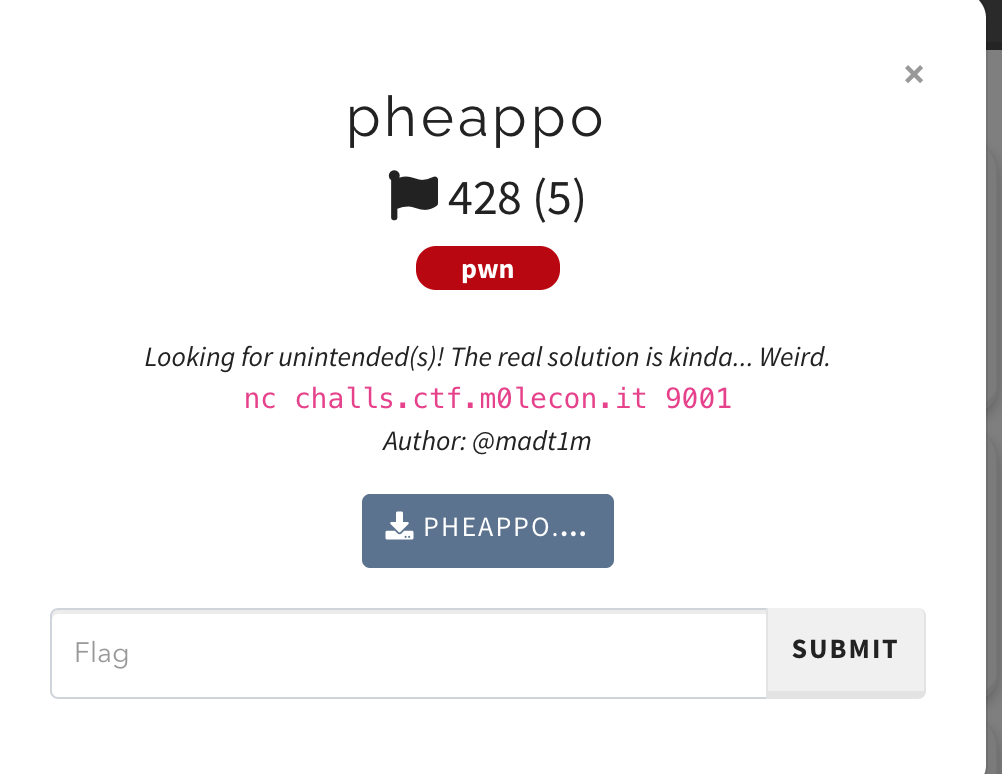 ×
pheappo
428 (5)
pwn
Looking for unintended(s)! The real solution is kinda... Weird.
nc challs.ctf.m0lecon.it 9001
Author: @madt1m
PHEAPPO....
Flag
SUBMIT